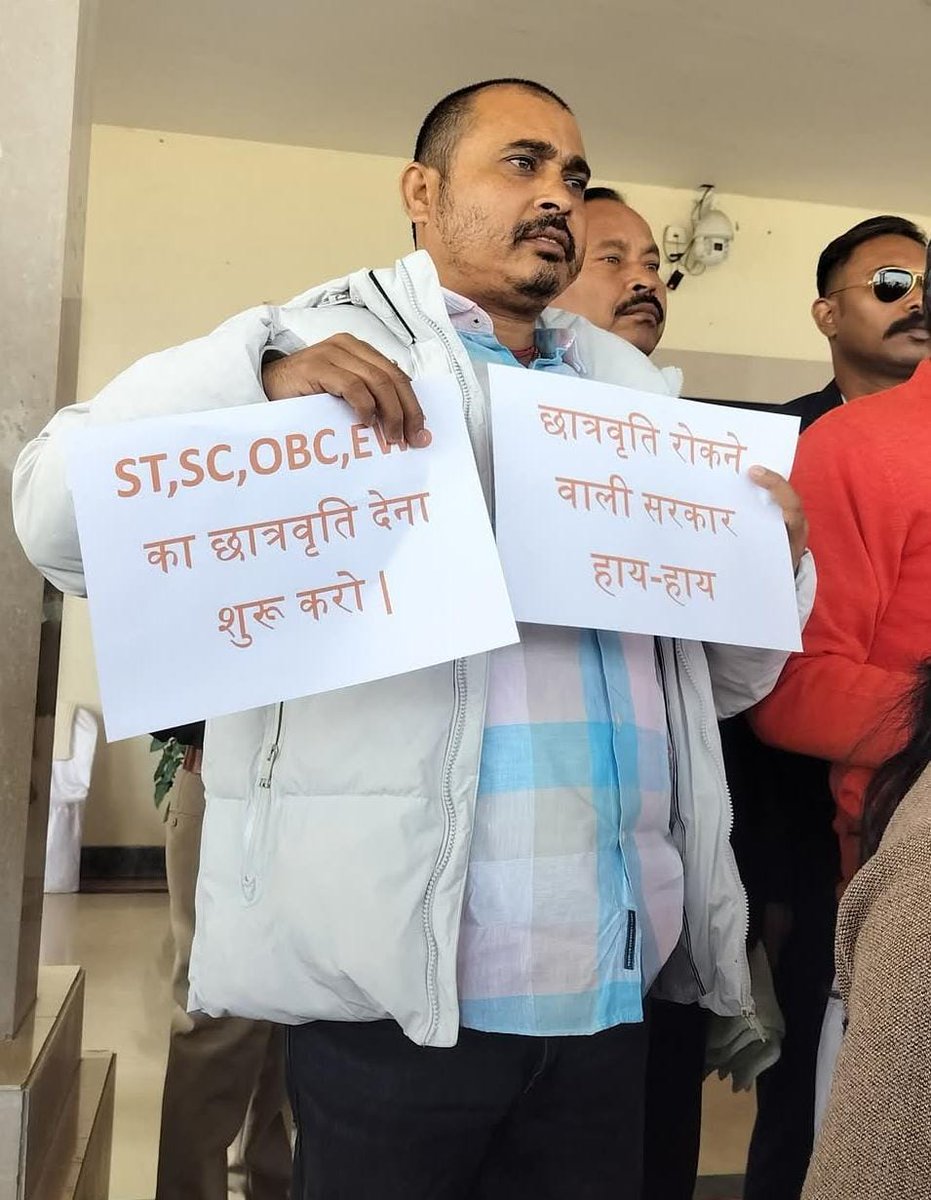 ST,SC,OBC,EWS
का छात्रवृति देना
शुरू करो |
छात्रवृति रोकने
वाली सरकार
हाय-हाय